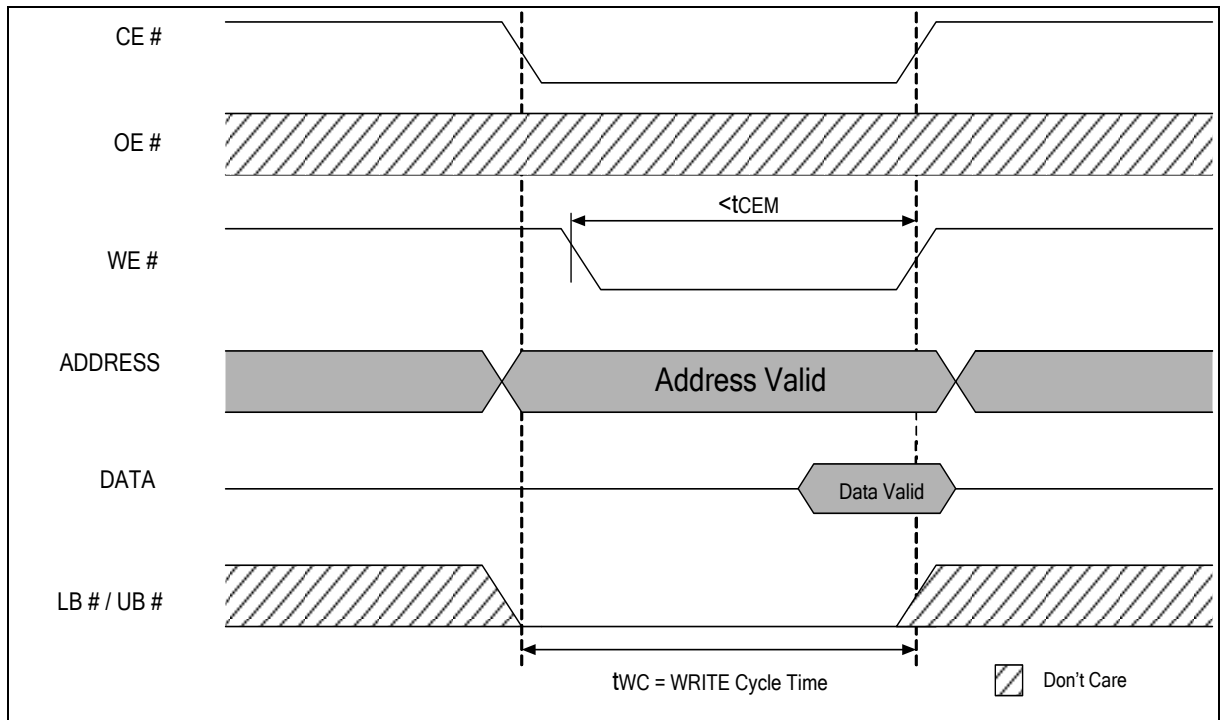 CE #
OE #
<tCEM
WE #
ADDRESS
Address Valid
DATA
Data Valid
LB # / UB #
tWC = WRITE Cycle Time
Don't Care